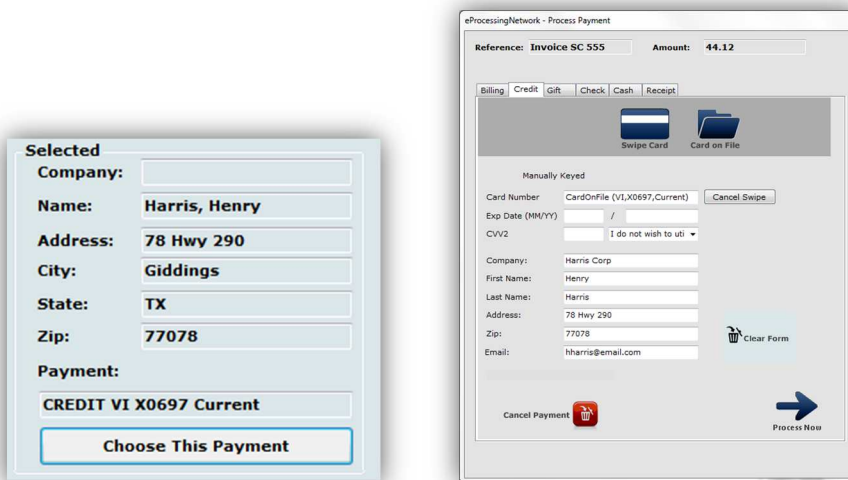 Selected
Company:
Name: Harris, Henry
Address: 78 Hwy 290
City: Giddings
State: TX
Zip: 77078
Payment:
CREDIT VI X0697 Current
Choose This Payment
eProcessingNetwork - Process Payment
Reference: Invoice SC 555 Amount: 44.12
Billing Credit Gift Check Cash Receipt
Swipe Card Card on File
Manually Keyed
Card Number CardOnFile (VI,X0697,Current) Cancel Swipe
Exp Date (MM/YY) /
CVV2 I do not wish to uti
Company: Harris Corp
First Name: Henry
Last Name: Harris
Address: 78 Hwy 290
Zip: 77078
Clear Form
Email: hharris@email.com
Cancel Payment
Process Now